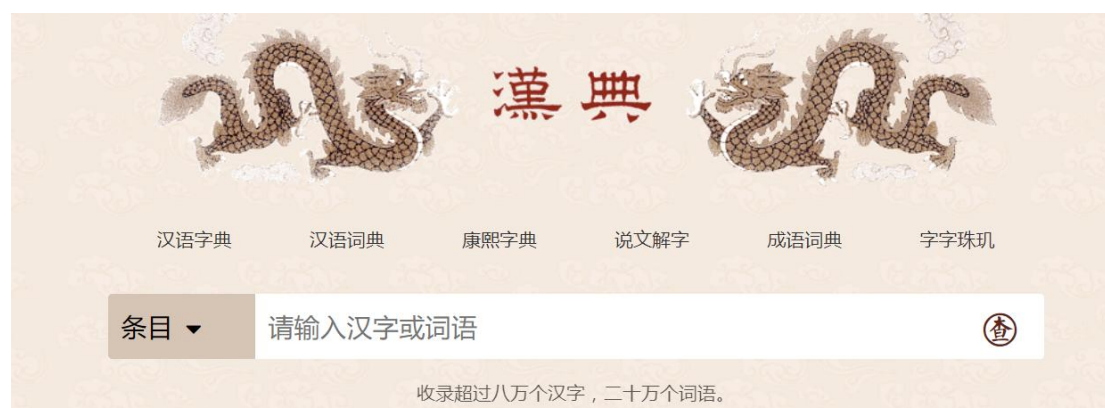 漢典
汉语字典 汉语词典 康熙字典 说文解字 成语词典 字字珠玑
条目 请输入汉字或词语 查
收录超过八万个汉字，二十万个词语。